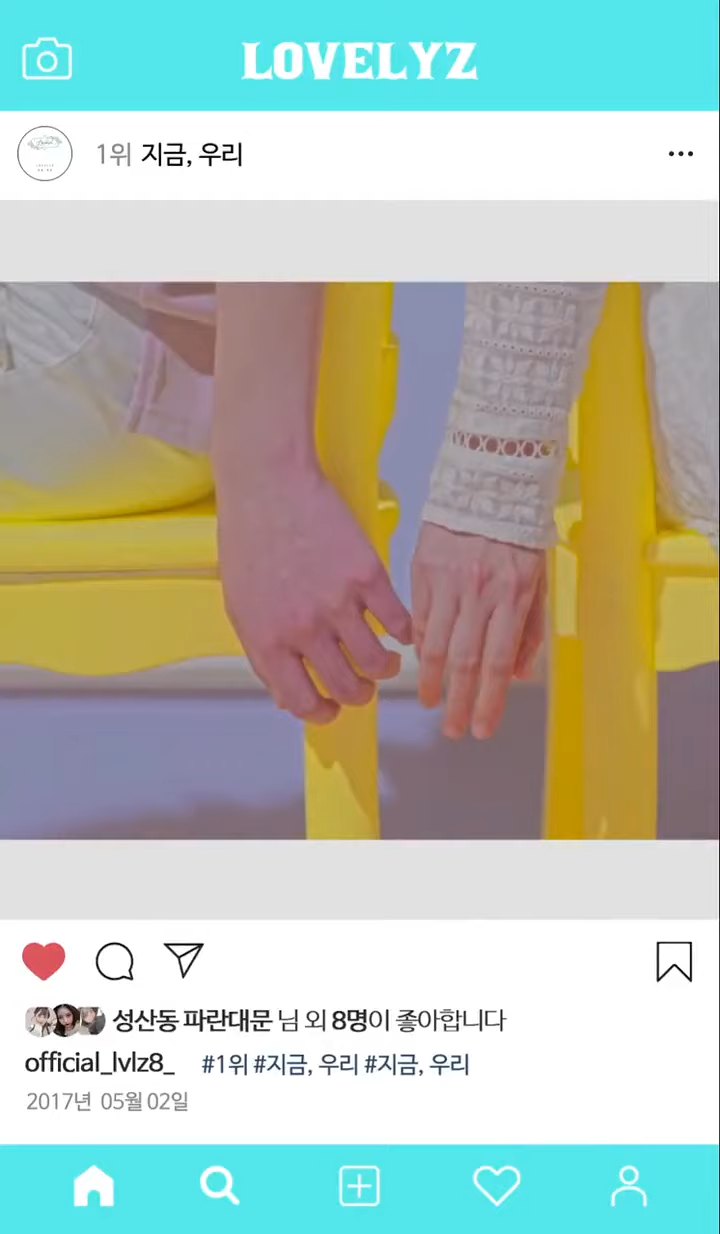 LOVELYZ
1위 지금, 우리
성산동 파란대문 님 외 8명이 좋아합니다
official_lvlz8_ #1위 #지금, 우리 #지금, 우리
2017년 05월 02일